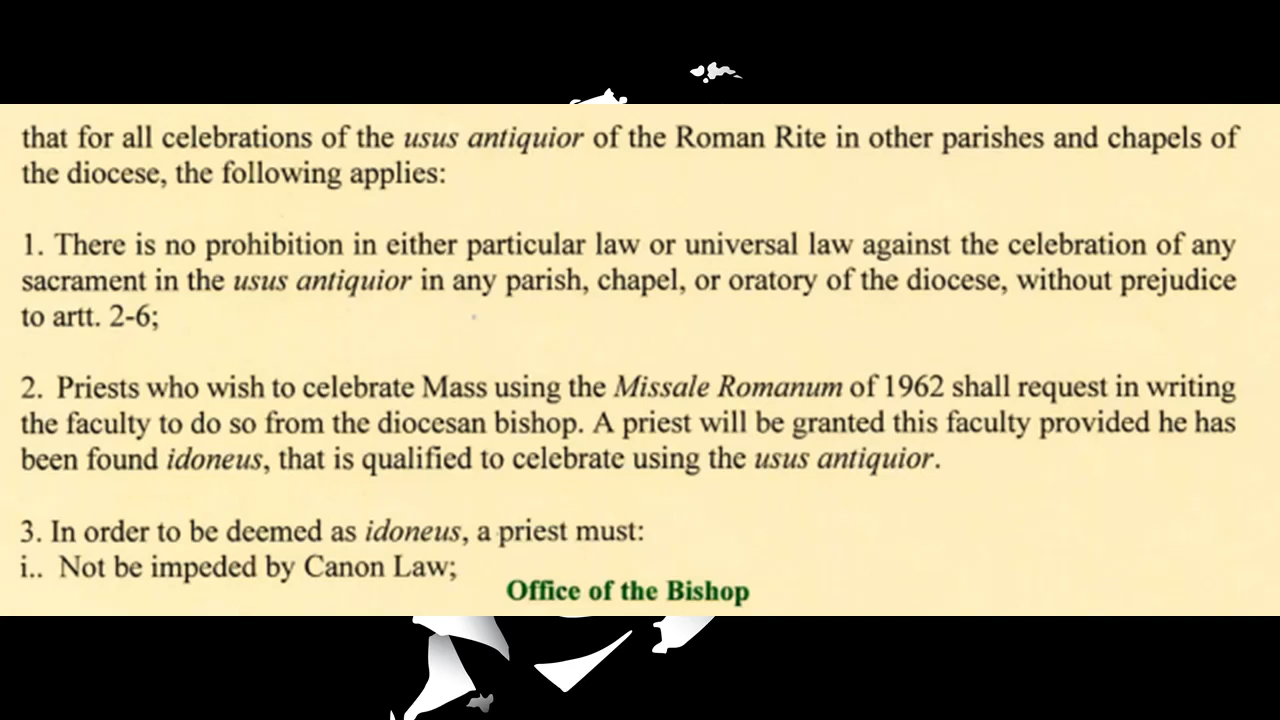 that for all celebrations of the usus antiquior of the Roman Rite in other parishes and chapels of
the diocese, the following applies:
1. There is no prohibition in either particular law or universal law against the celebration of any
sacrament in the usus antiquior in any parish, chapel, or oratory of the diocese, without prejudice
to artt. 2-6;
2. Priests who wish to celebrate Mass using the Missale Romanum of 1962 shall request in writing
the faculty to do so from the diocesan bishop. A priest will be granted this faculty provided he has
been found idoneus, that is qualified to celebrate using the usus antiquior.
3. In order to be deemed as idoneus, a priest must:
i.. Not be impeded by Canon Law;
Office of the Bishop